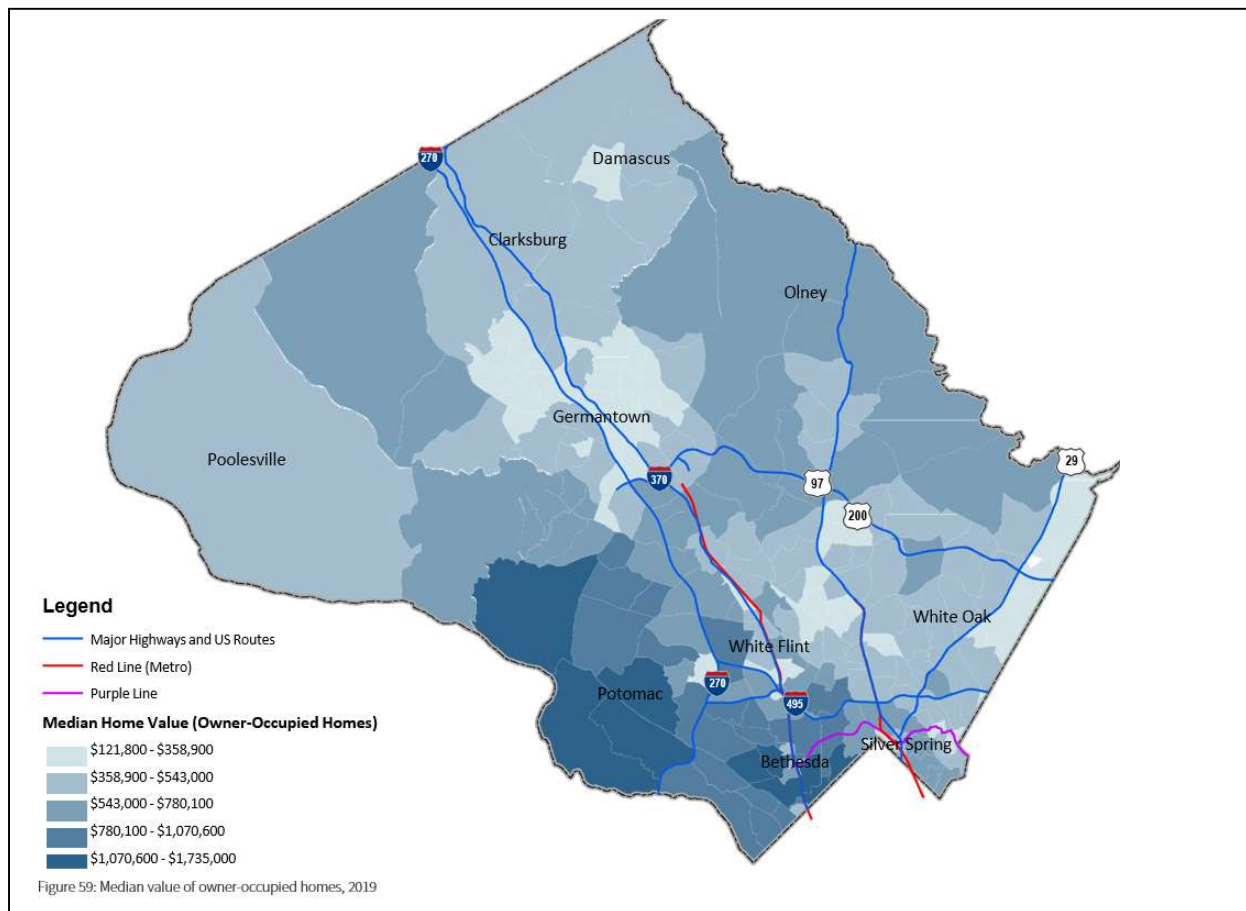 Damascus
270
Clarksburg
Olney
Germantown
Poolesville
29
370
97
200
White Oak
White Flint
Potomac
270
495
Silver Spring
Bethesda
Legend
Major Highways and US Routes
Red Line (Metro)
Purple Line
Median Home Value (Owner-Occupied Homes)
$121,800 - $358,900
$358,900 - $543,000
$543,000 - $780,100
$780,100 - $1,070,600
$1,070,600 - $1,735,000
Figure 59: Median value of owner-occupied homes, 2019